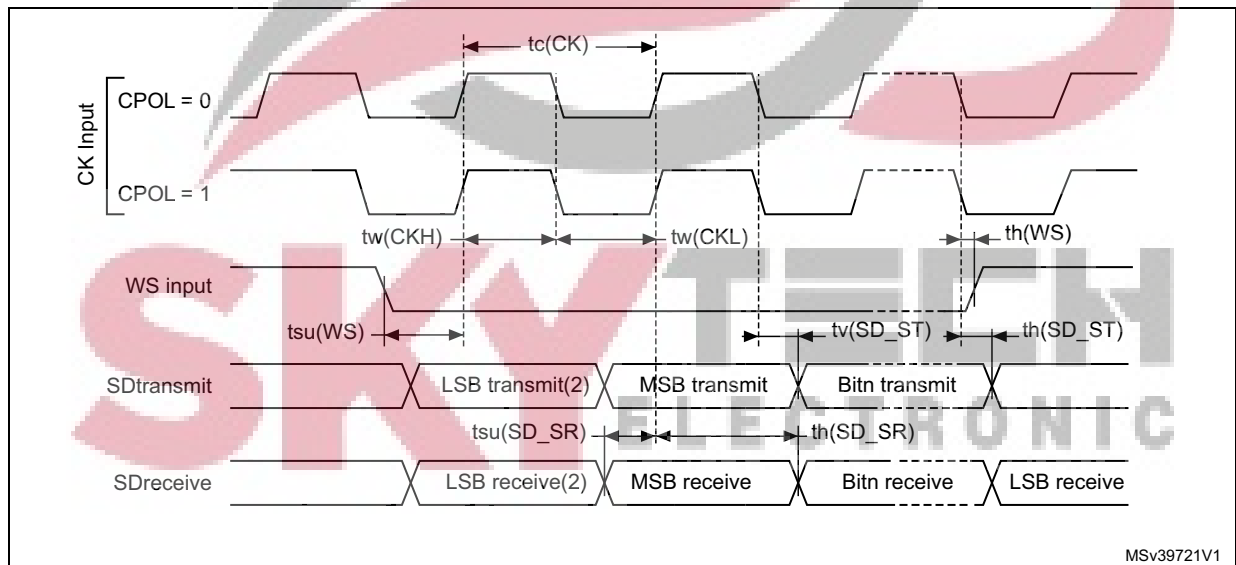 tc(CK)
CK Input
CPOL = 0
CPOL = 1
tw(CKH)
tw(CKL)
th(WS)
WS input
tsu(WS)
tv(SD_ST)
th(SD_ST)
SDtransmit
LSB transmit(2)
MSB transmit
Bitn transmit
tsu(SD_SR)
th(SD_SR)
SDreceive
LSB receive(2)
MSB receive
Bitn receive
LSB receive
SKYTECH
ELECTRONIC
MSv39721V1